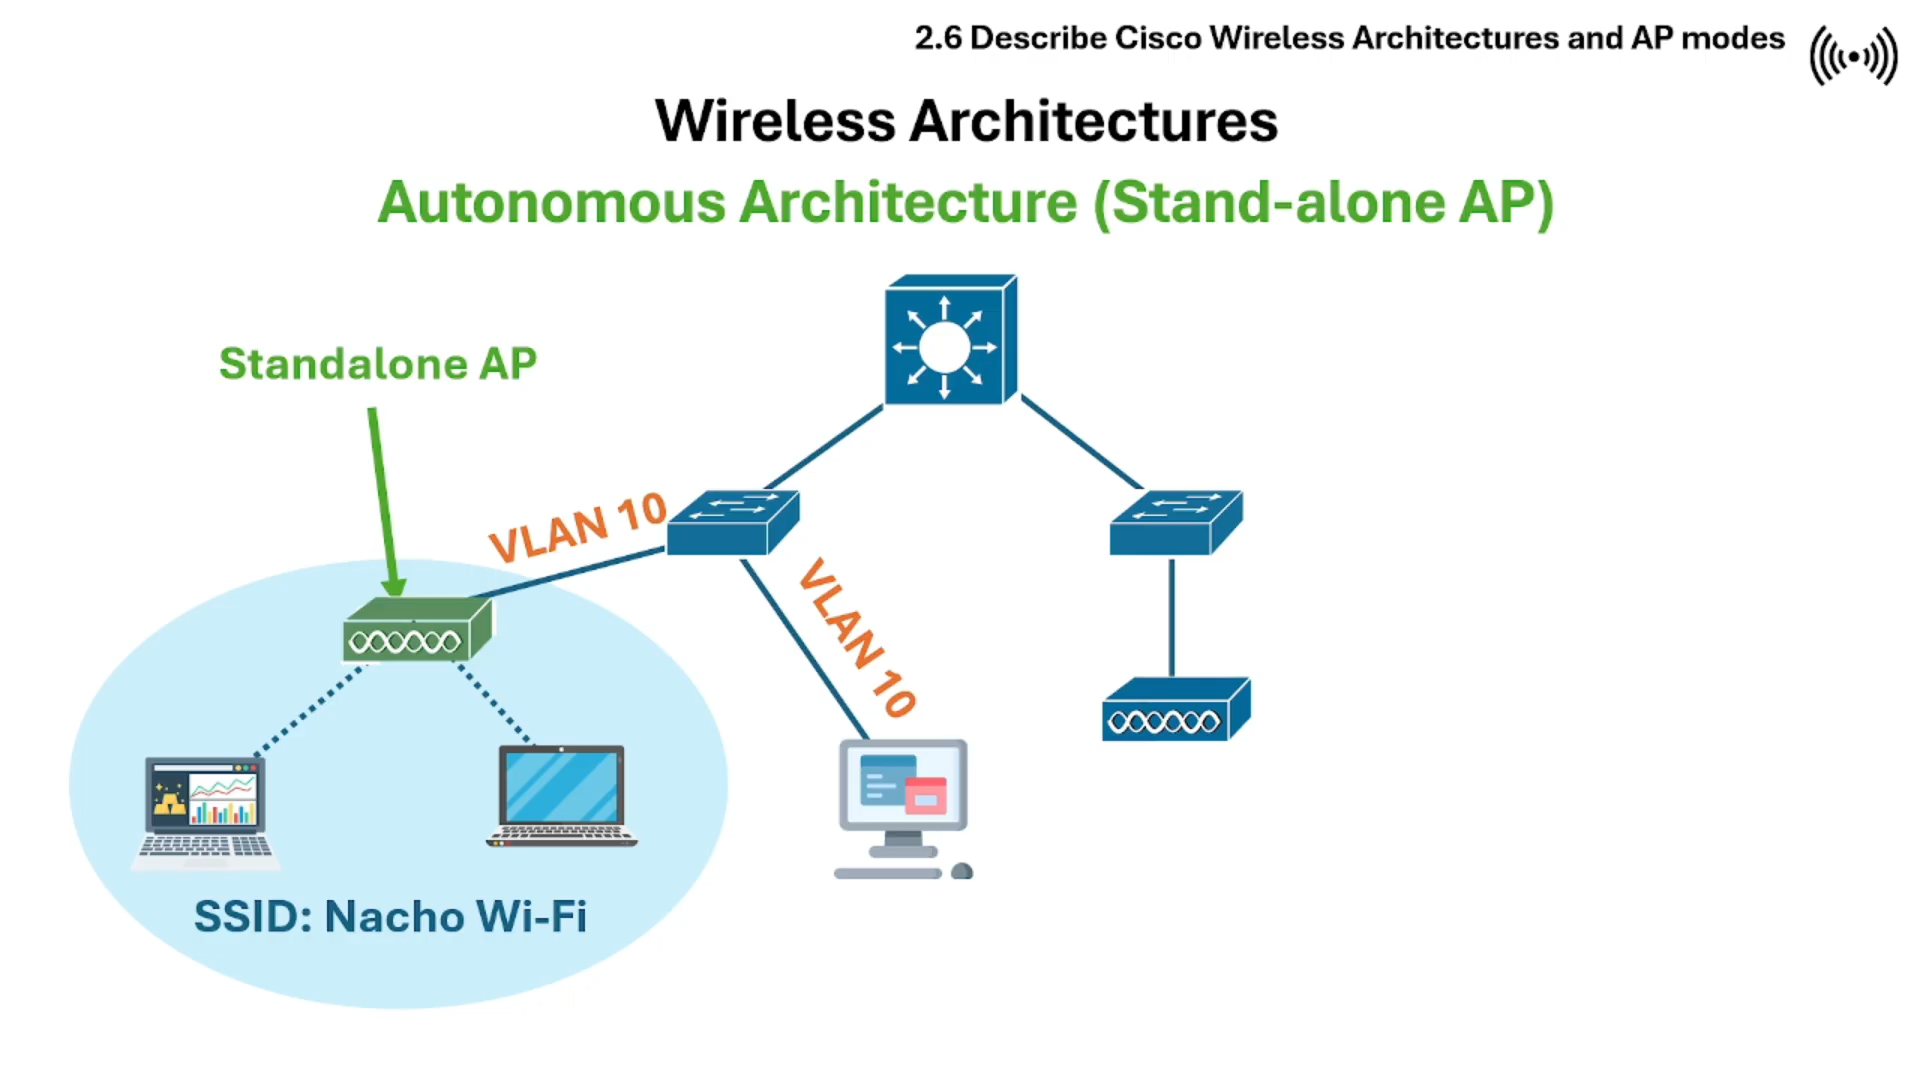 2.6 Describe Cisco Wireless Architectures and AP modes
Wireless Architectures
Autonomous Architecture (Stand-alone AP)
Standalone AP
VLAN 10
VLAN 10
SSID: Nacho Wi-Fi